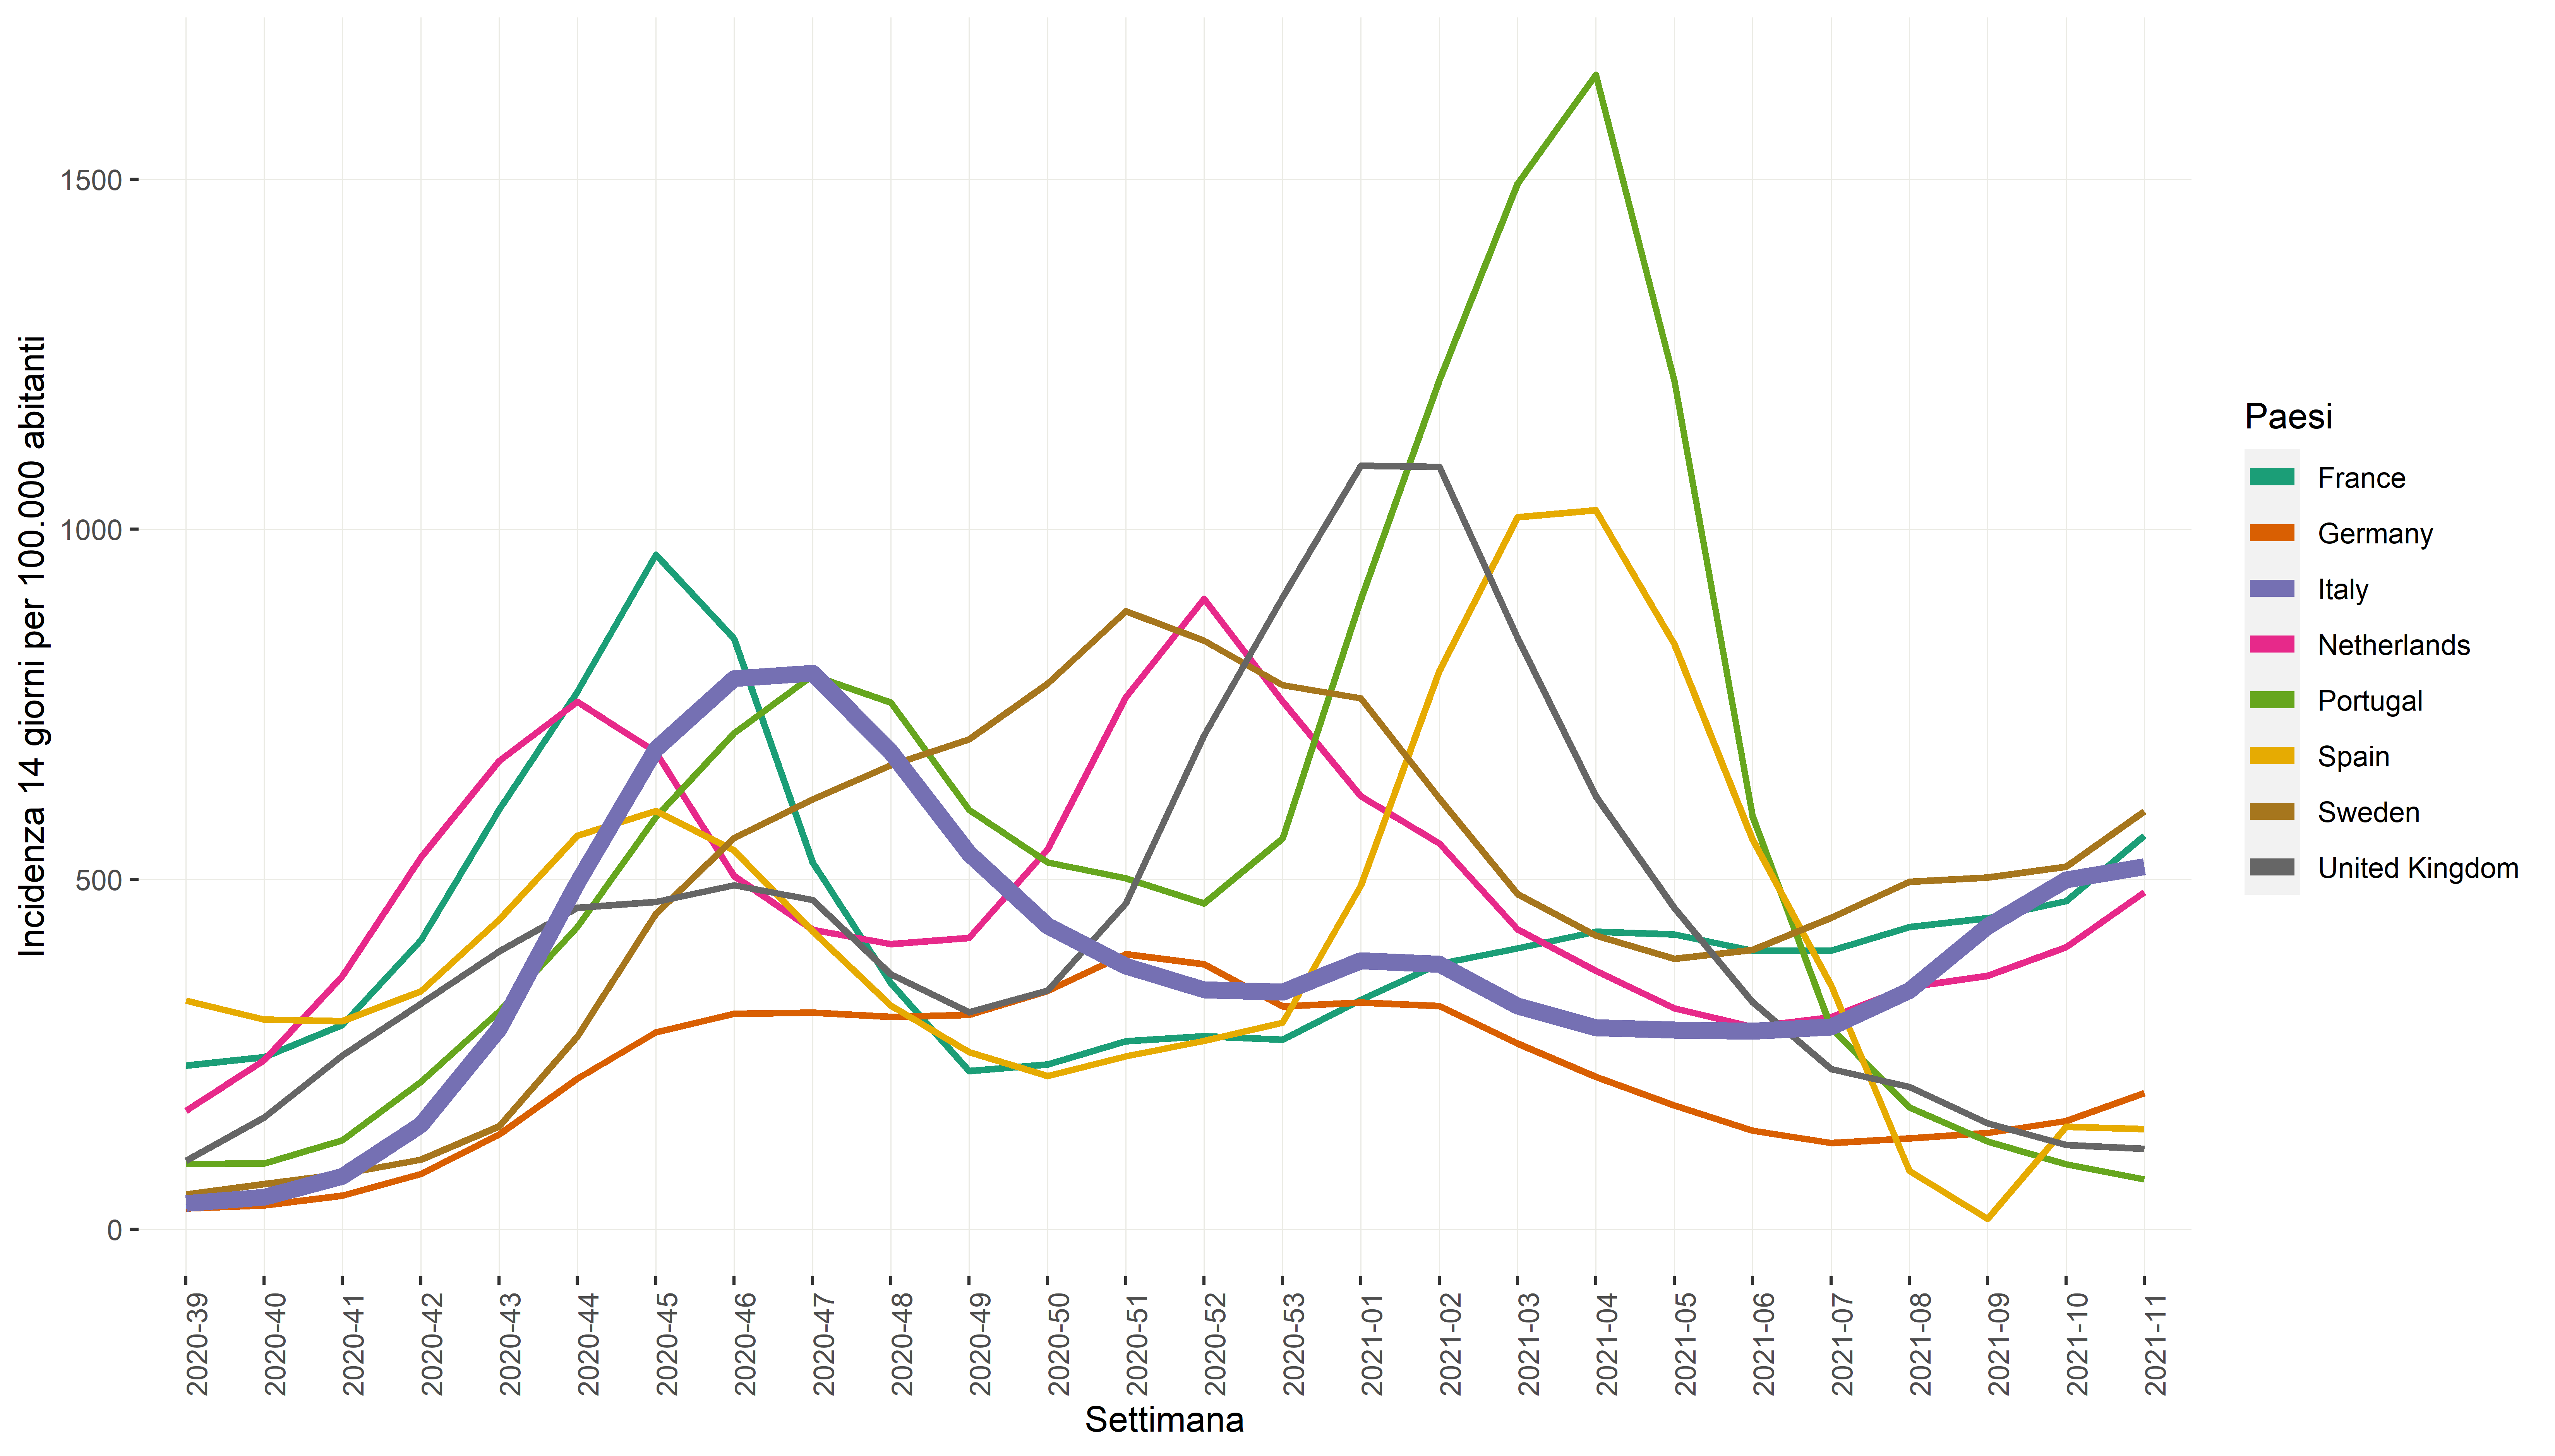 Incidenza 14 giorni per 100.000 abitanti
1500
1000
500
0
2020-39
2020-40
2020-41
2020-42
2020-43
2020-44
2020-45
2020-46
2020-47
2020-48
2020-49
2020-50
2020-51
2020-52
2020-53
2021-01
2021-02
2021-03
2021-04
2021-05
2021-06
2021-07
2021-08
2021-09
2021-10
2021-11
Settimana
Paesi
France
Germany
Italy
Netherlands
Portugal
Spain
Sweden
United Kingdom